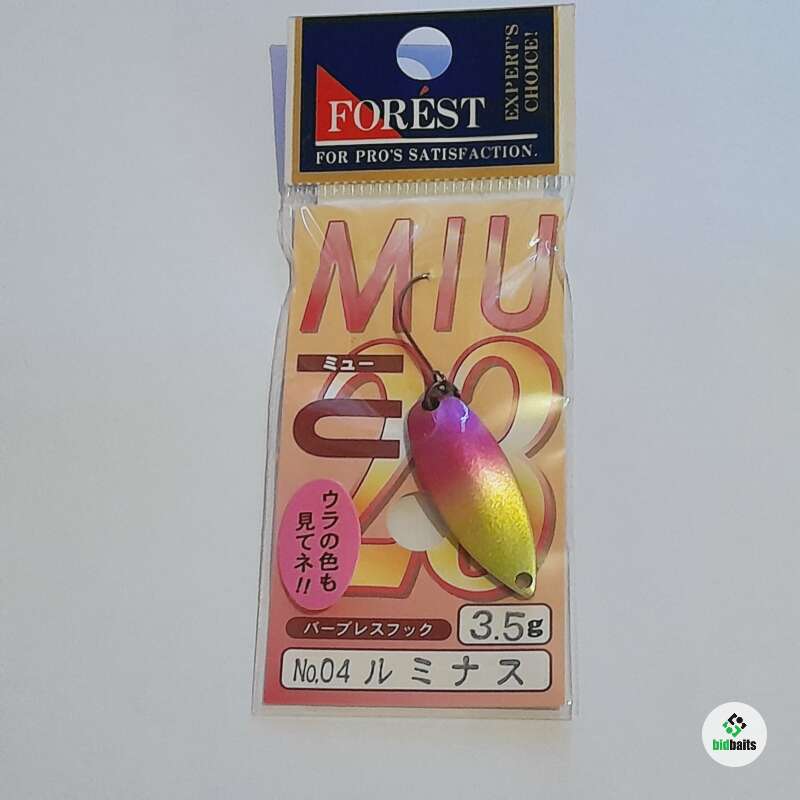 FORÉST
EXPERT'S
CHOICE!
FOR PRO'S SATISFACTION.
MIU
ミュー
28
ウラの色も
見てネ!!
バーブレスフック
3.5g
No.04 ルミナス
bidbaits